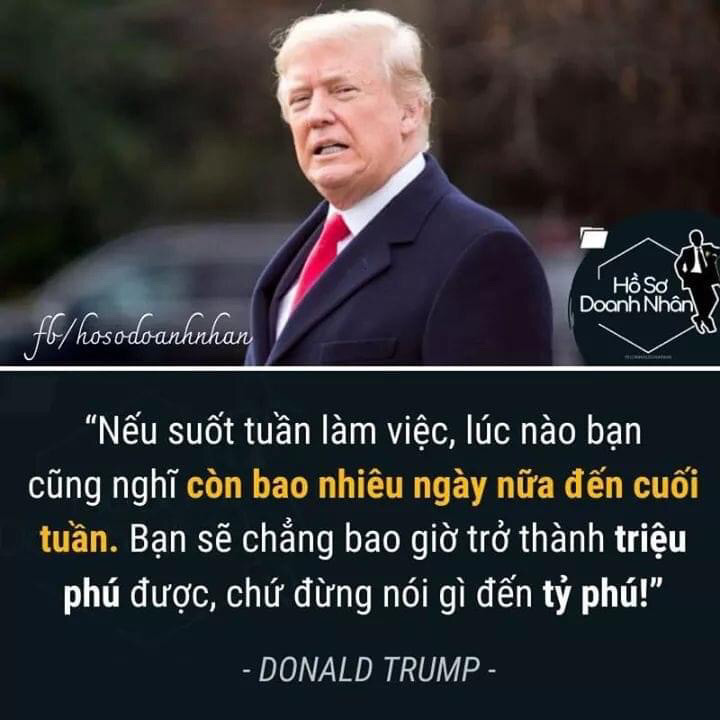 Hồ Sơ
Doanh Nhân
fb/hosodoanhnhan
“Nếu suốt tuần làm việc, lúc nào bạn
cũng nghĩ còn bao nhiêu ngày nữa đến cuối
tuần. Bạn sẽ chẳng bao giờ trở thành triệu
phú được, chứ đừng nói gì đến tỷ phú!”
- DONALD TRUMP -